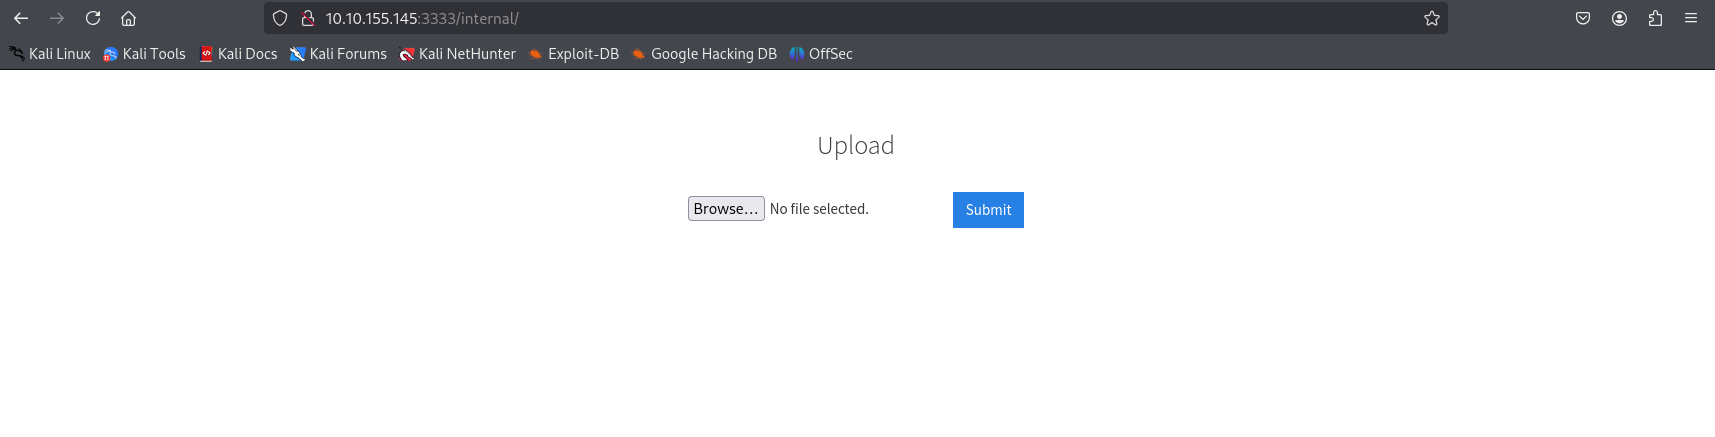 10.10.155.145:3333/internal/
Kali Linux Kali Tools Kali Docs Kali Forums Kali NetHunter Exploit-DB Google Hacking DB OffSec
Upload
Browse... No file selected. Submit